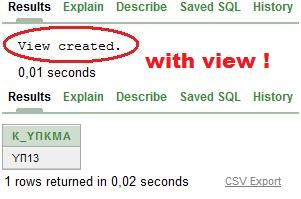 Results Explain Describe Saved SQL History
View created.
with view !
0,01 seconds
Results Explain Describe Saved SQL History
Κ_ΥΠΚΜΑ
ΥΠ13
1 rows returned in 0,02 seconds CSV Export